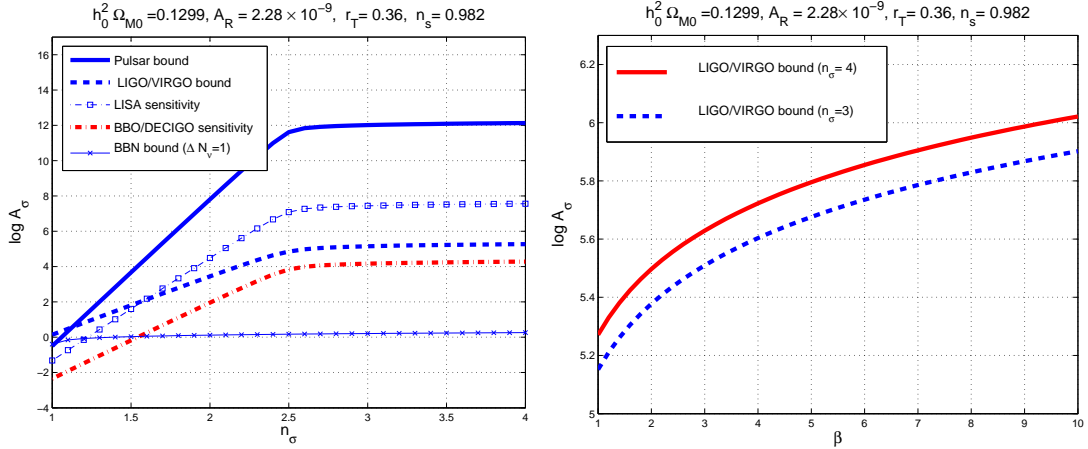 h₀² Ω_M0 =0.1299, A_R = 2.28 × 10⁻⁹, r_T= 0.36, n_s= 0.982
16
14
12
10
8
6
4
2
0
−2
−4
log A_σ
Pulsar bound
LIGO/VIRGO bound
LISA sensitivity
BBO/DECIGO sensitivity
BBN bound (Δ N_ν=1)
1 1.5 2 2.5 3 3.5 4
n_σ
h₀² Ω_M0 =0.1299, A_R = 2.28× 10⁻⁹, r_T= 0.36, n_s= 0.982
6.2
6
5.8
5.6
5.4
5.2
5
log A_σ
LIGO/VIRGO bound (n_σ= 4)
LIGO/VIRGO bound (n_σ=3)
1 2 3 4 5 6 7 8 9 10
β